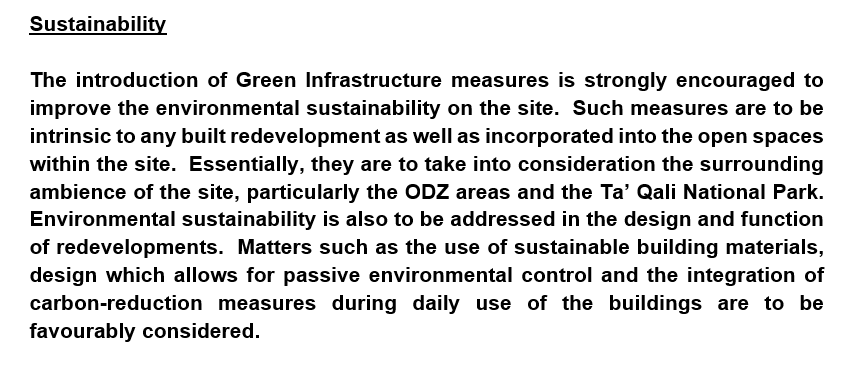 Sustainability
The introduction of Green Infrastructure measures is strongly encouraged to
improve the environmental sustainability on the site.  Such measures are to be
intrinsic to any built redevelopment as well as incorporated into the open spaces
within the site.  Essentially, they are to take into consideration the surrounding
ambience of the site, particularly the ODZ areas and the Ta’ Qali National Park.
Environmental sustainability is also to be addressed in the design and function
of redevelopments.  Matters such as the use of sustainable building materials,
design which allows for passive environmental control and the integration of
carbon-reduction measures during daily use of the buildings are to be
favourably considered.